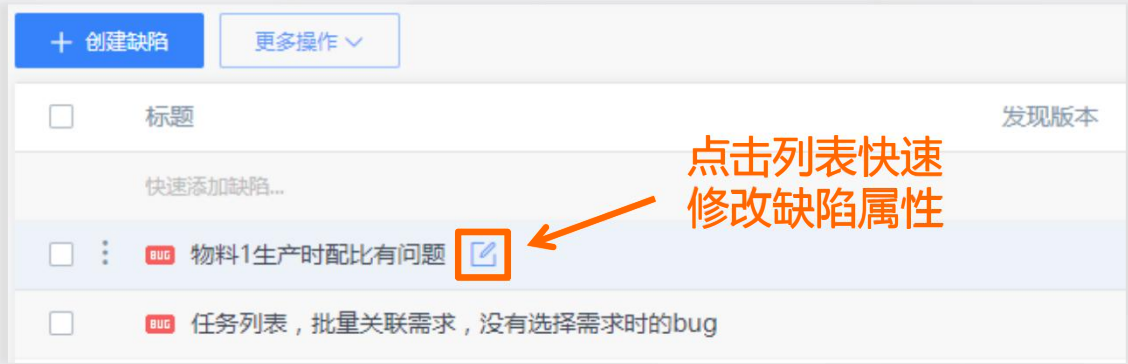 + 创建缺陷 更多操作
标题 发现版本
点击列表快速
修改缺陷属性
快速添加缺陷...
BUG 物料1生产时配比有问题
BUG 任务列表，批量关联需求，没有选择需求时的bug